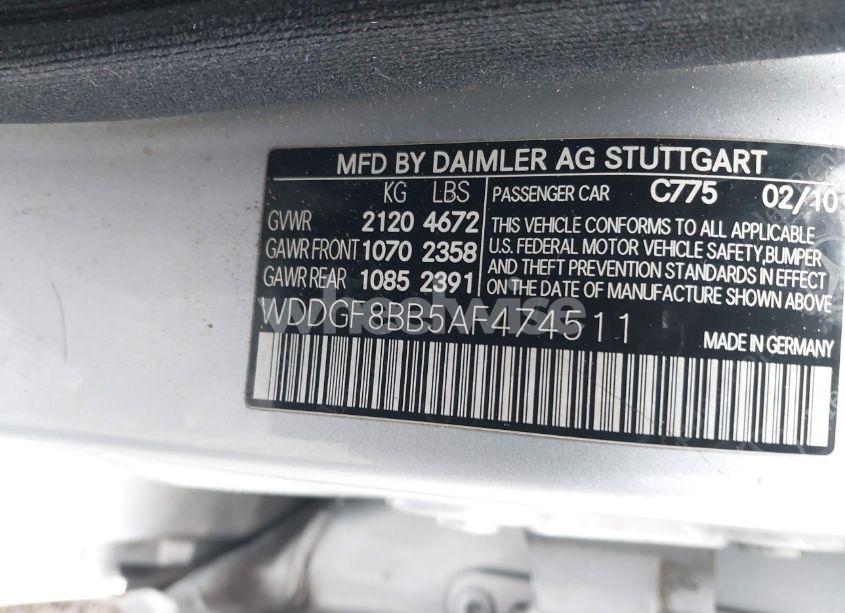 MFD BY DAIMLER AG STUTTGART
KG LBS
GVWR 2120 4672
GAWR FRONT 1070 2358
GAWR REAR 1085 2391
PASSENGER CAR C775 02/10
THIS VEHICLE CONFORMS TO ALL APPLICABLE
U.S. FEDERAL MOTOR VEHICLE SAFETY,BUMPER
AND THEFT PREVENTION STANDARDS IN EFFECT
ON DATE OF MANUFACTURING SHOWN ABOVE
WDDGF8BB5AF474511
MADE IN GERMANY
wheelwise